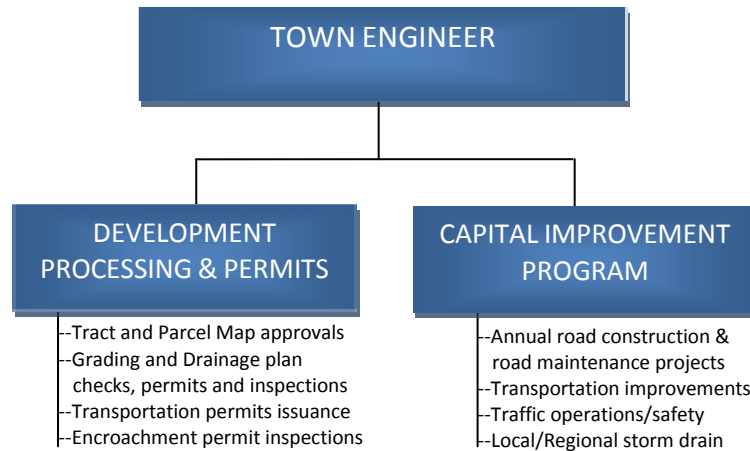 TOWN ENGINEER
DEVELOPMENT
PROCESSING & PERMITS
--Tract and Parcel Map approvals
--Grading and Drainage plan
checks, permits and inspections
--Transportation permits issuance
--Encroachment permit inspections
CAPITAL IMPROVEMENT
PROGRAM
--Annual road construction &
road maintenance projects
--Transportation improvements
--Traffic operations/safety
--Local/Regional storm drain